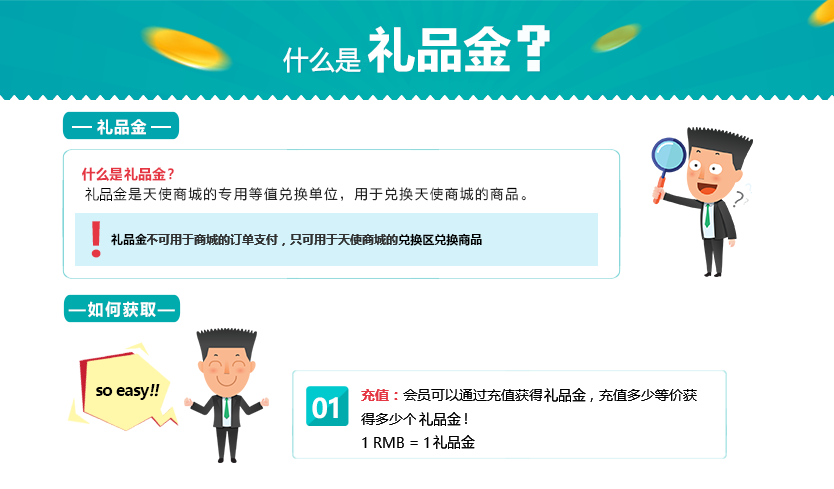 什么是礼品金?
— 礼品金 —
什么是礼品金?
礼品金是天使商城的专用等值兑换单位，用于兑换天使商城的商品。
! 礼品金不可用于商城的订单支付，只可用于天使商城的兑换区兑换商品
?
—如何获取—
so easy!!
01
充值：会员可以通过充值获得礼品金，充值多少等价获
得多少个礼品金！
1 RMB = 1礼品金